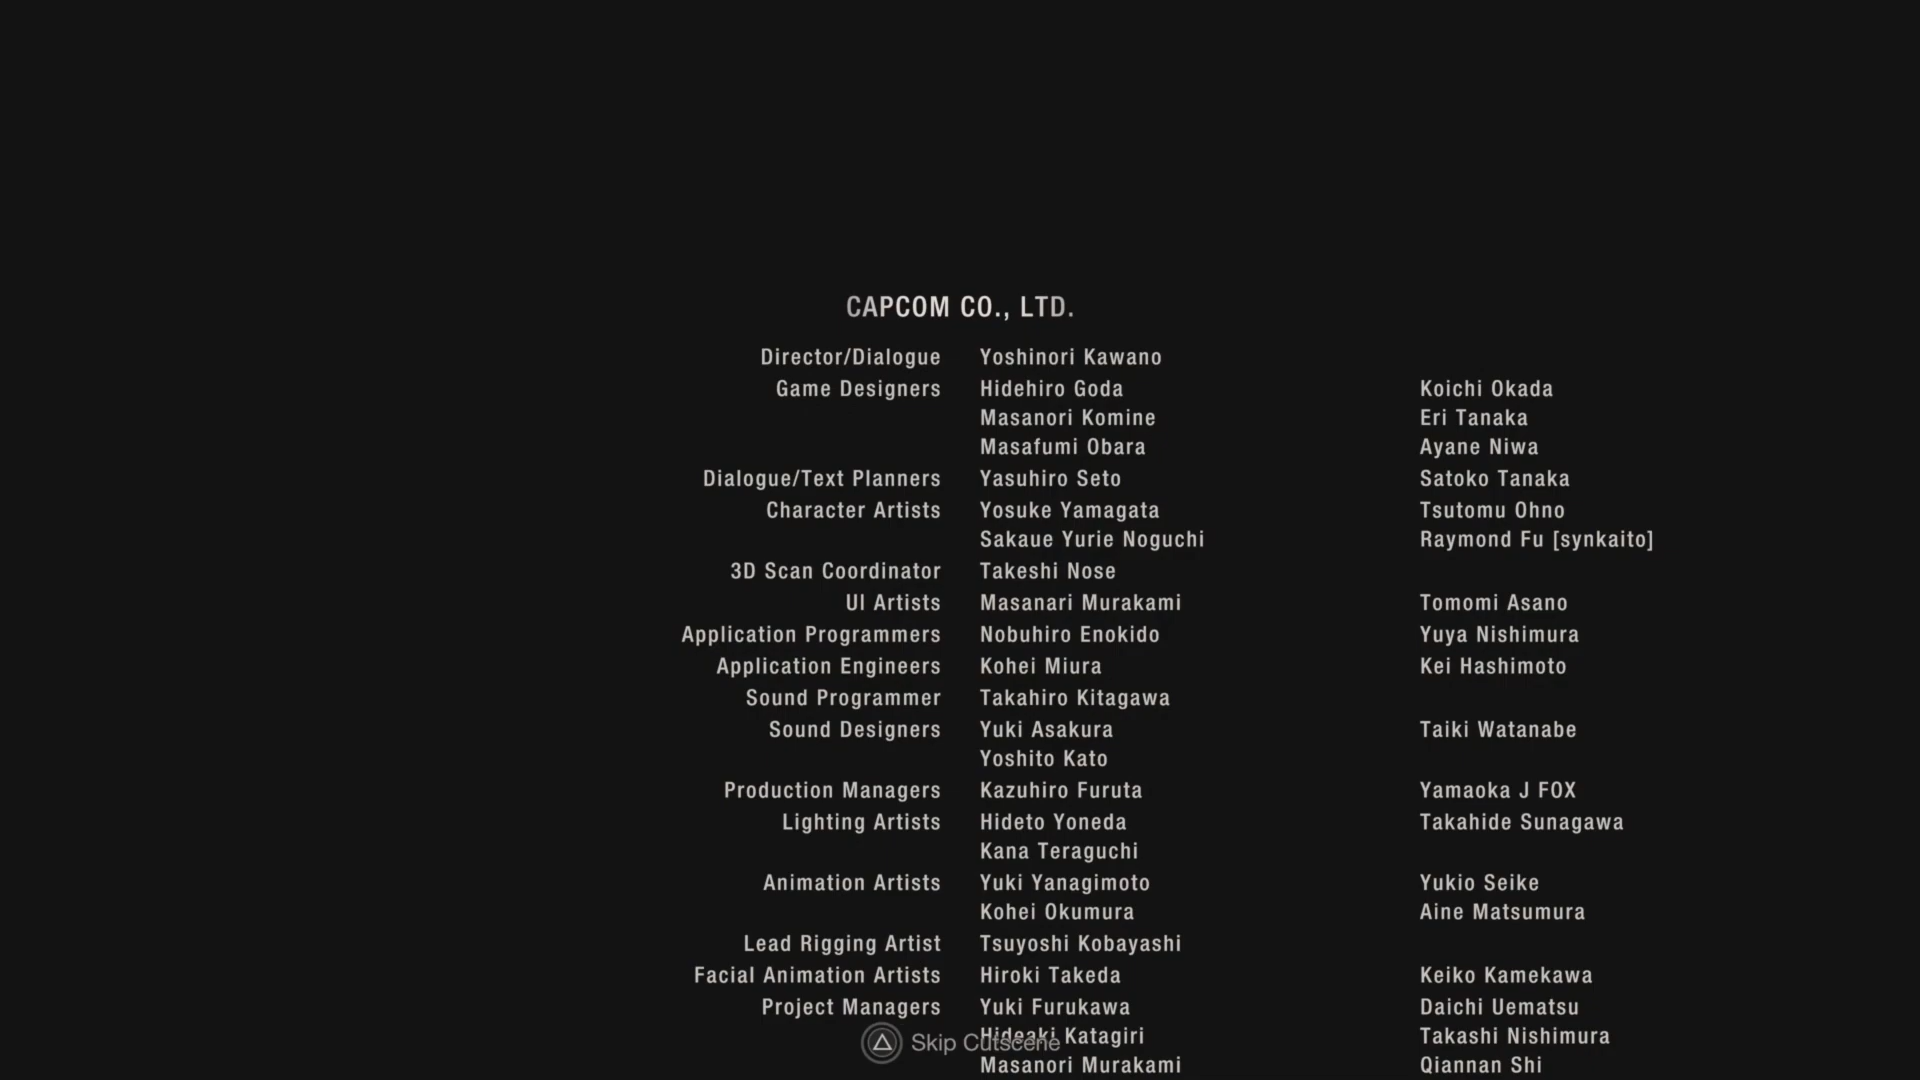 CAPCOM CO., LTD.
Director/Dialogue Yoshinori Kawano
Game Designers Hidehiro Goda Koichi Okada
Masanori Komine Eri Tanaka
Masafumi Obara Ayane Niwa
Dialogue/Text Planners Yasuhiro Seto Satoko Tanaka
Character Artists Yosuke Yamagata Tsutomu Ohno
Sakaue Yurie Noguchi Raymond Fu [synkaito]
3D Scan Coordinator Takeshi Nose
UI Artists Masanari Murakami Tomomi Asano
Application Programmers Nobuhiro Enokido Yuya Nishimura
Application Engineers Kohei Miura Kei Hashimoto
Sound Programmer Takahiro Kitagawa
Sound Designers Yuki Asakura Taiki Watanabe
Yoshito Kato
Production Managers Kazuhiro Furuta Yamaoka J FOX
Lighting Artists Hideto Yoneda Takahide Sunagawa
Kana Teraguchi
Animation Artists Yuki Yanagimoto Yukio Seike
Kohei Okumura Aine Matsumura
Lead Rigging Artist Tsuyoshi Kobayashi
Facial Animation Artists Hiroki Takeda Keiko Kamekawa
Project Managers Yuki Furukawa Daichi Uematsu
Hideaki Katagiri Takashi Nishimura
Skip Cutscene
Masanori Murakami Qiannan Shi